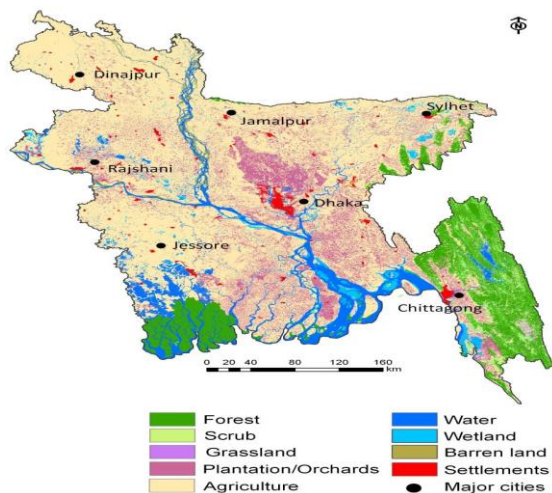 Dinajpur
Sylhet
Jamalpur
Rajshani
Dhaka
Jessore
Chittagong
0 20 40 80 120 160
km
Forest
Scrub
Grassland
Plantation/Orchards
Agriculture
Water
Wetland
Barren land
Settlements
Major cities